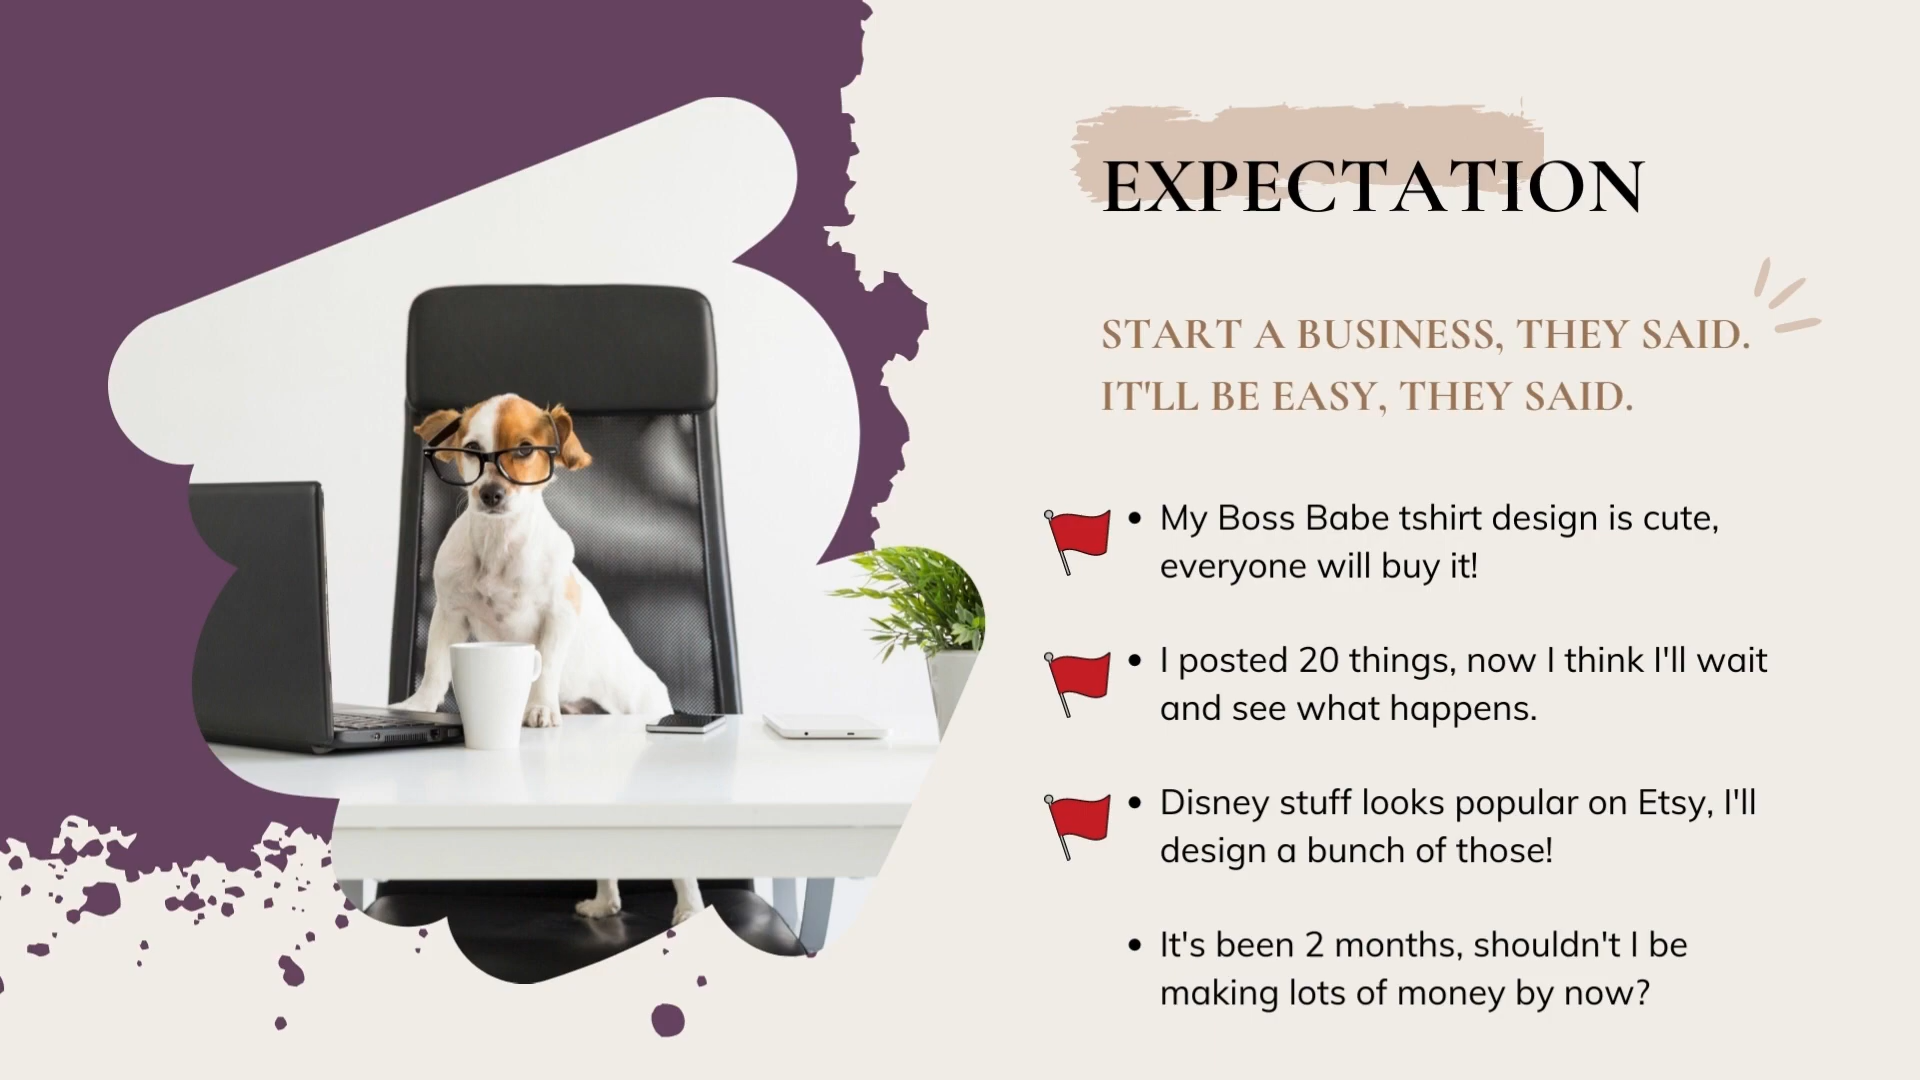 EXPECTATION
START A BUSINESS, THEY SAID.
IT'LL BE EASY, THEY SAID.
• My Boss Babe tshirt design is cute,
everyone will buy it!
• I posted 20 things, now I think I'll wait
and see what happens.
• Disney stuff looks popular on Etsy, I'll
design a bunch of those!
• It's been 2 months, shouldn't I be
making lots of money by now?